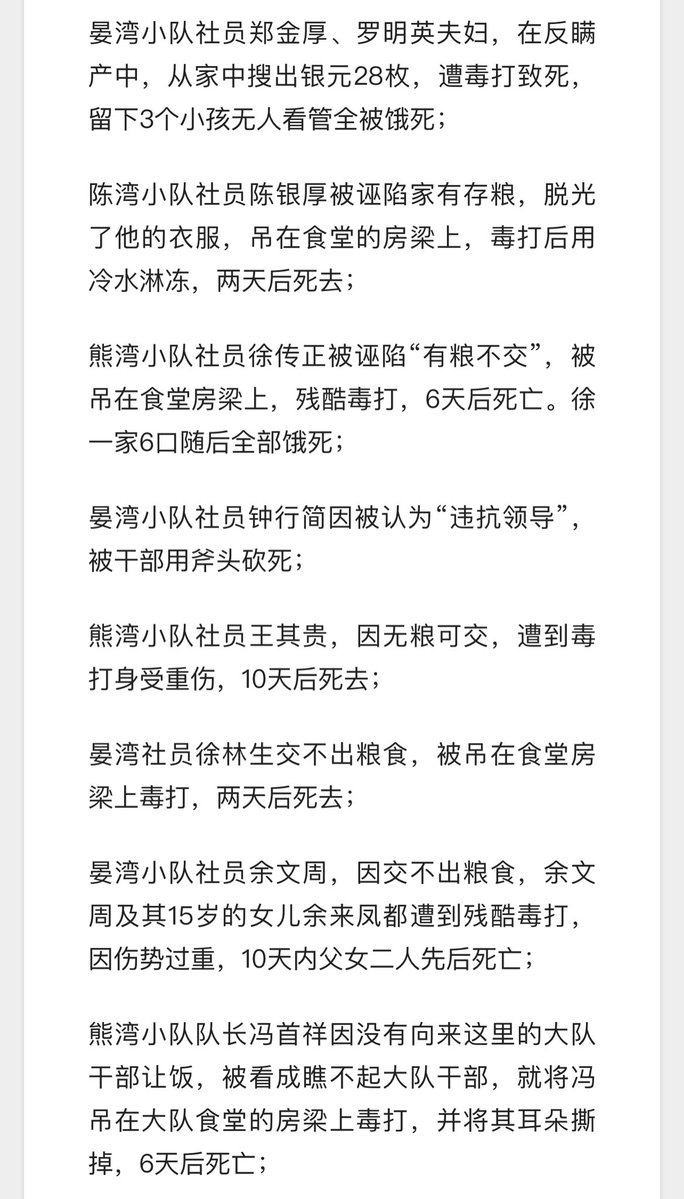 晏湾小队社员郑金厚、罗明英夫妇，在反瞒
产中，从家中搜出银元28枚，遭毒打致死，
留下3个小孩无人看管全被饿死；
陈湾小队社员陈银厚被诬陷家有存粮，脱光
了他的衣服，吊在食堂的房梁上，毒打后用
冷水淋冻，两天后死去；
熊湾小队社员徐传正被诬陷“有粮不交”，被
吊在食堂房梁上，残酷毒打，6天后死亡。徐
一家6口随后全部饿死；
晏湾小队社员钟行简因被认为“违抗领导”，
被干部用斧头砍死；
熊湾小队社员王其贵，因无粮可交，遭到毒
打身受重伤，10天后死去；
晏湾社员徐林生交不出粮食，被吊在食堂房
梁上毒打，两天后死去；
晏湾小队社员余文周，因交不出粮食，余文
周及其15岁的女儿余来凤都遭到残酷毒打，
因伤势过重，10天内父女二人先后死亡；
熊湾小队队长冯首祥因没有向来这里的大队
干部让饭，被看成瞧不起大队干部，就将冯
吊在大队食堂的房梁上毒打，并将其耳朵撕
掉，6天后死亡；